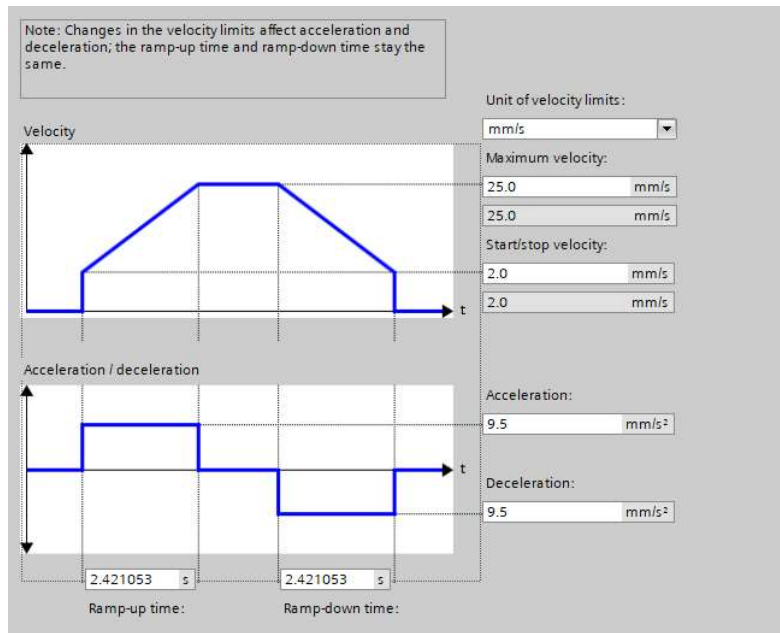 Note: Changes in the velocity limits affect acceleration and
deceleration; the ramp-up time and ramp-down time stay the
same.
Unit of velocity limits:
mm/s
Velocity
Maximum velocity:
25.0 mm/s
25.0 mm/s
Start/stop velocity:
2.0 mm/s
2.0 mm/s
t
Acceleration / deceleration
Acceleration:
9.5 mm/s²
t
Deceleration:
9.5 mm/s²
2.421053 s 2.421053 s
Ramp-up time: Ramp-down time: